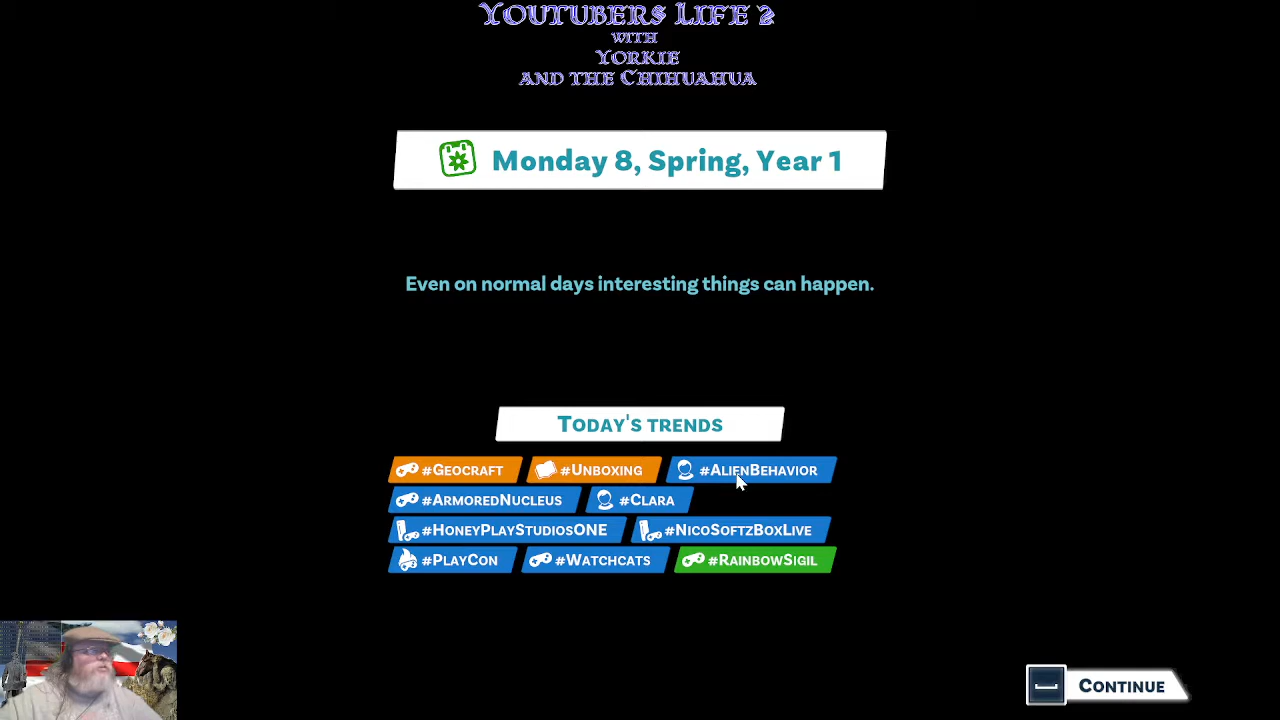 Youtubers Life 2
with
Yorkie
and the Chihuahua
Monday 8, Spring, Year 1
Even on normal days interesting things can happen.
Today's trends
#Geocraft #Unboxing #AlienBehavior
#ArmoredNucleus #Clara
#HoneyPlayStudiosONE #NicoSoftzBoxLive
#PlayCon #Watchcats #RainbowSigil
Continue